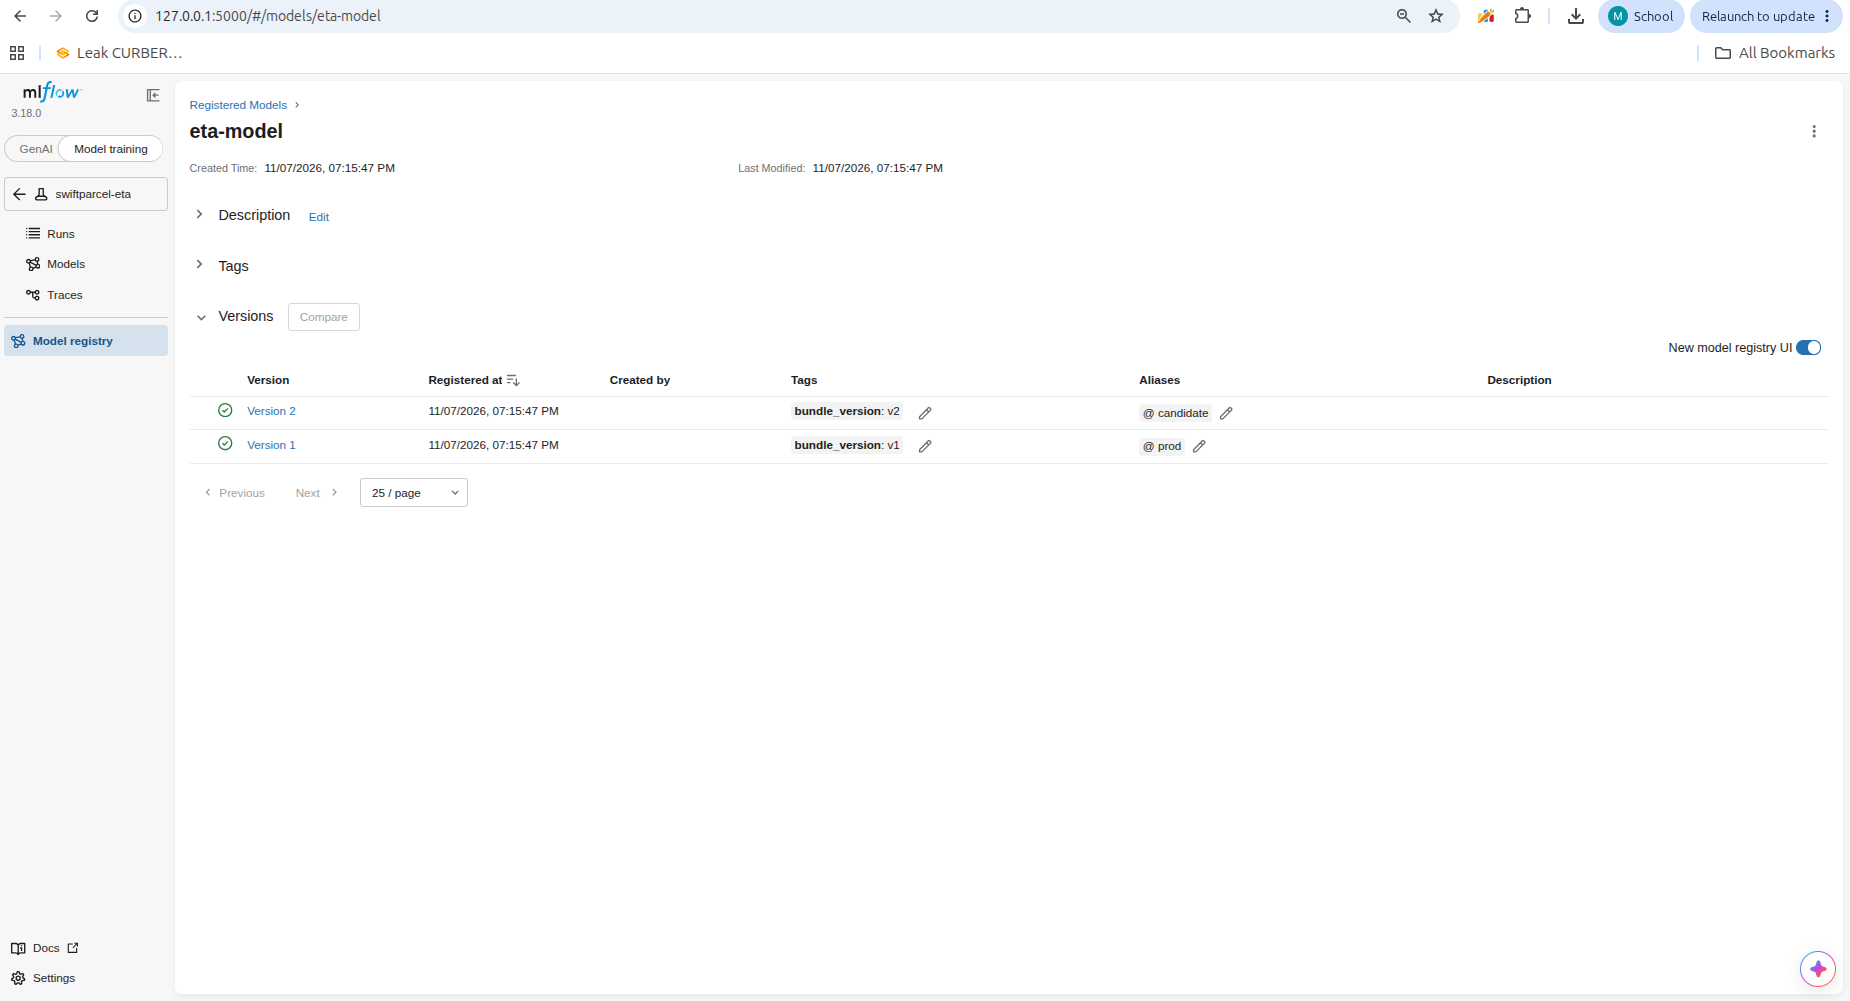 127.0.0.1:5000/#/models/eta-model
M School
Relaunch to update
Leak CURBER…
All Bookmarks
mlflow
3.18.0
GenAI
Model training
swiftparcel-eta
Runs
Models
Traces
Model registry
Docs
Settings
Registered Models
eta-model
Created Time: 11/07/2026, 07:15:47 PM
Last Modified: 11/07/2026, 07:15:47 PM
Description Edit
Tags
Versions Compare
New model registry UI
Version Registered at Created by Tags Aliases Description
Version 2 11/07/2026, 07:15:47 PM bundle_version: v2 @ candidate
Version 1 11/07/2026, 07:15:47 PM bundle_version: v1 @ prod
Previous Next 25 / page